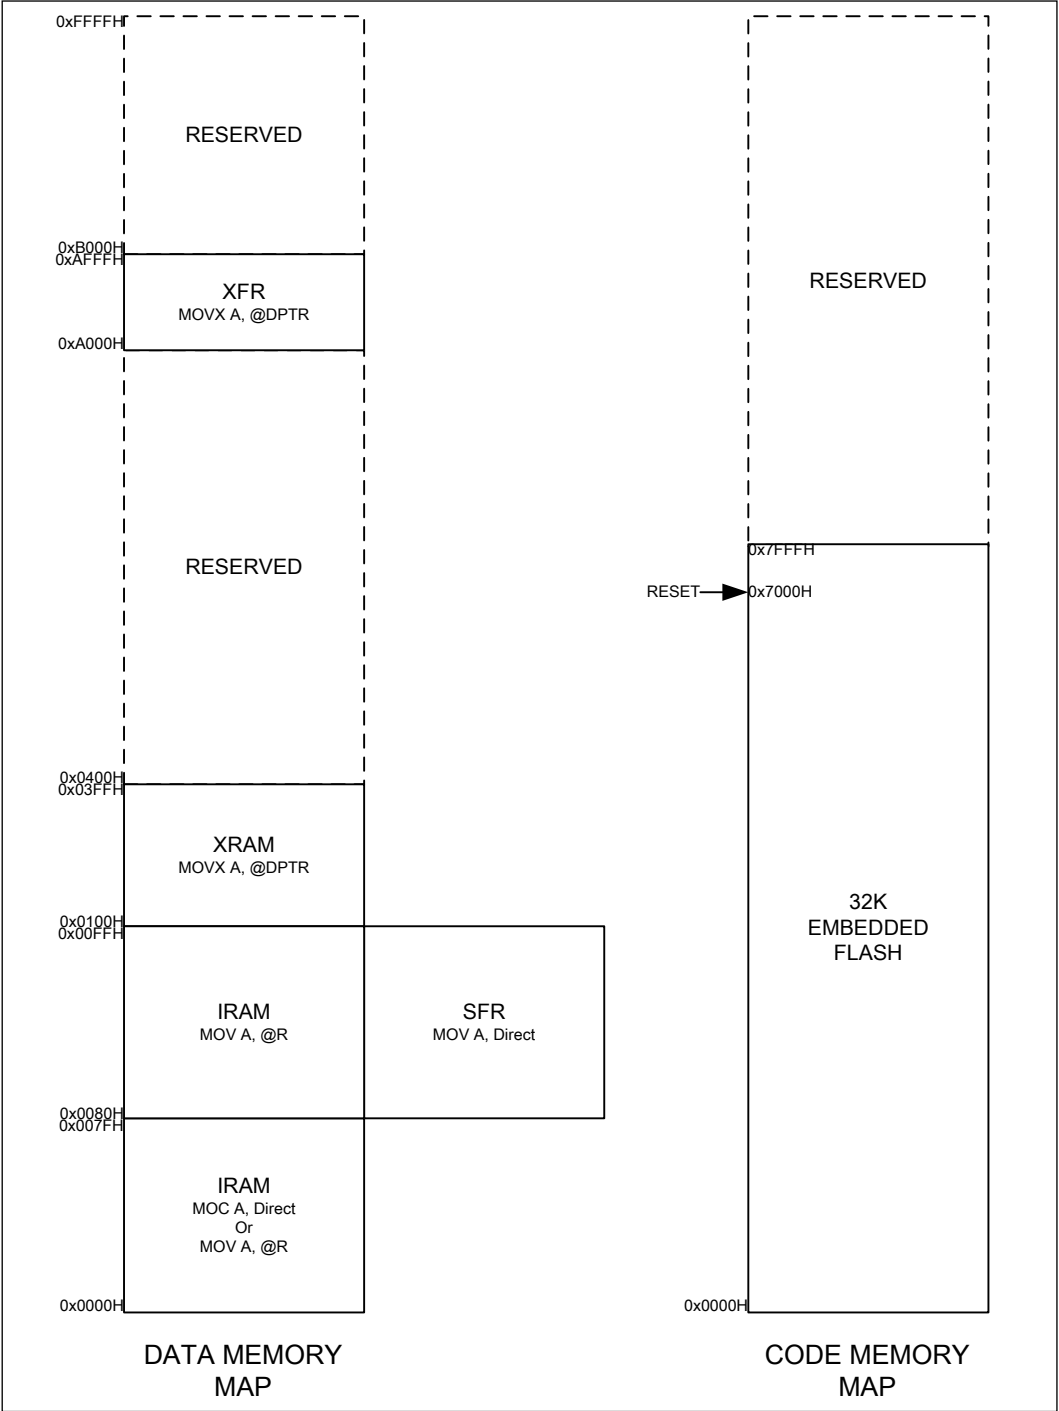 0xFFFFH
RESERVED
0xB000H
0xAFFFH
XFR
MOVX A, @DPTR
0xA000H
RESERVED
0x0400H
0x03FFH
XRAM
MOVX A, @DPTR
0x0100H
0x00FFH
IRAM
MOV A, @R
SFR
MOV A, Direct
0x0080H
0x007FH
IRAM
MOC A, Direct
Or
MOV A, @R
0x0000H
DATA MEMORY
MAP
RESERVED
0x7FFFH
RESET
0x7000H
32K
EMBEDDED
FLASH
0x0000H
CODE MEMORY
MAP